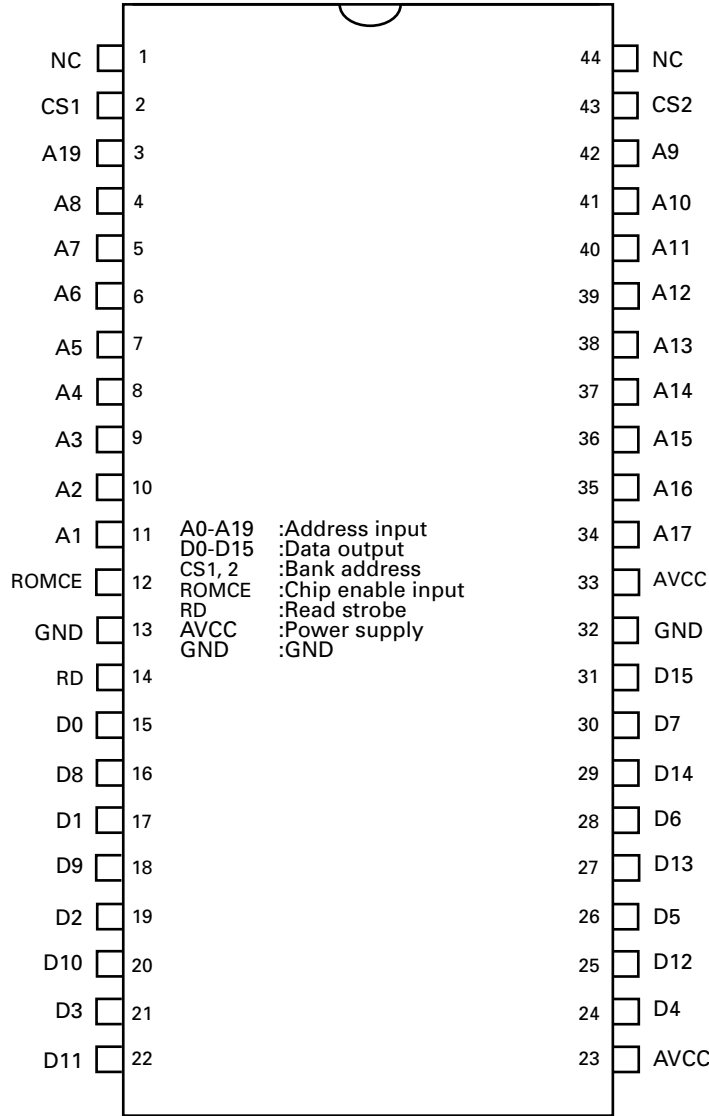 NC 1 44 NC
CS1 2 43 CS2
A19 3 42 A9
A8 4 41 A10
A7 5 40 A11
A6 6 39 A12
A5 7 38 A13
A4 8 37 A14
A3 9 36 A15
A2 10 35 A16
A1 11 34 A17
ROMCE 12 33 AVCC
GND 13 32 GND
RD 14 31 D15
D0 15 30 D7
D8 16 29 D14
D1 17 28 D6
D9 18 27 D13
D2 19 26 D5
D10 20 25 D12
D3 21 24 D4
D11 22 23 AVCC
A0-A19 :Address input
D0-D15 :Data output
CS1, 2 :Bank address
ROMCE :Chip enable input
RD :Read strobe
AVCC :Power supply
GND :GND